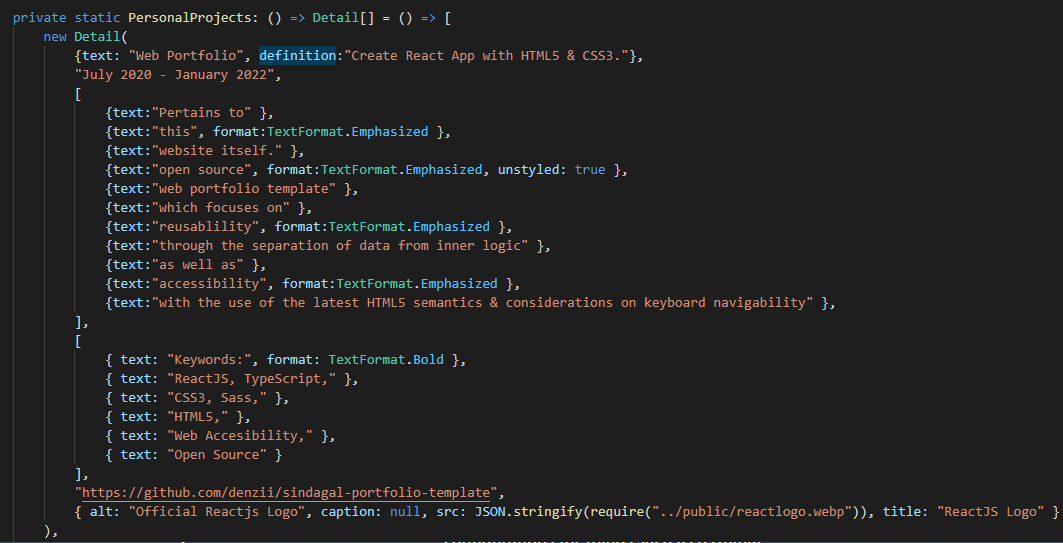 private static PersonalProjects: () => Detail[] = () => [
new Detail(
{text: "Web Portfolio", definition:"Create React App with HTML5 & CSS3."},
"July 2020 - January 2022",
[
{text:"Pertains to" },
{text:"this", format:TextFormat.Emphasized },
{text:"website itself." },
{text:"open source", format:TextFormat.Emphasized, unstyled: true },
{text:"web portfolio template" },
{text:"which focuses on" },
{text:"reusablility", format:TextFormat.Emphasized },
{text:"through the separation of data from inner logic" },
{text:"as well as" },
{text:"accessibility", format:TextFormat.Emphasized },
{text:"with the use of the latest HTML5 semantics & considerations on keyboard navigability" },
],
[
{ text: "Keywords:", format: TextFormat.Bold },
{ text: "ReactJS, TypeScript," },
{ text: "CSS3, Sass," },
{ text: "HTML5," },
{ text: "Web Accesibility," },
{ text: "Open Source" }
],
"https://github.com/denzii/sindagal-portfolio-template",
{ alt: "Official Reactjs Logo", caption: null, src: JSON.stringify(require("../public/reactlogo.webp")), title: "ReactJS Logo" }
),